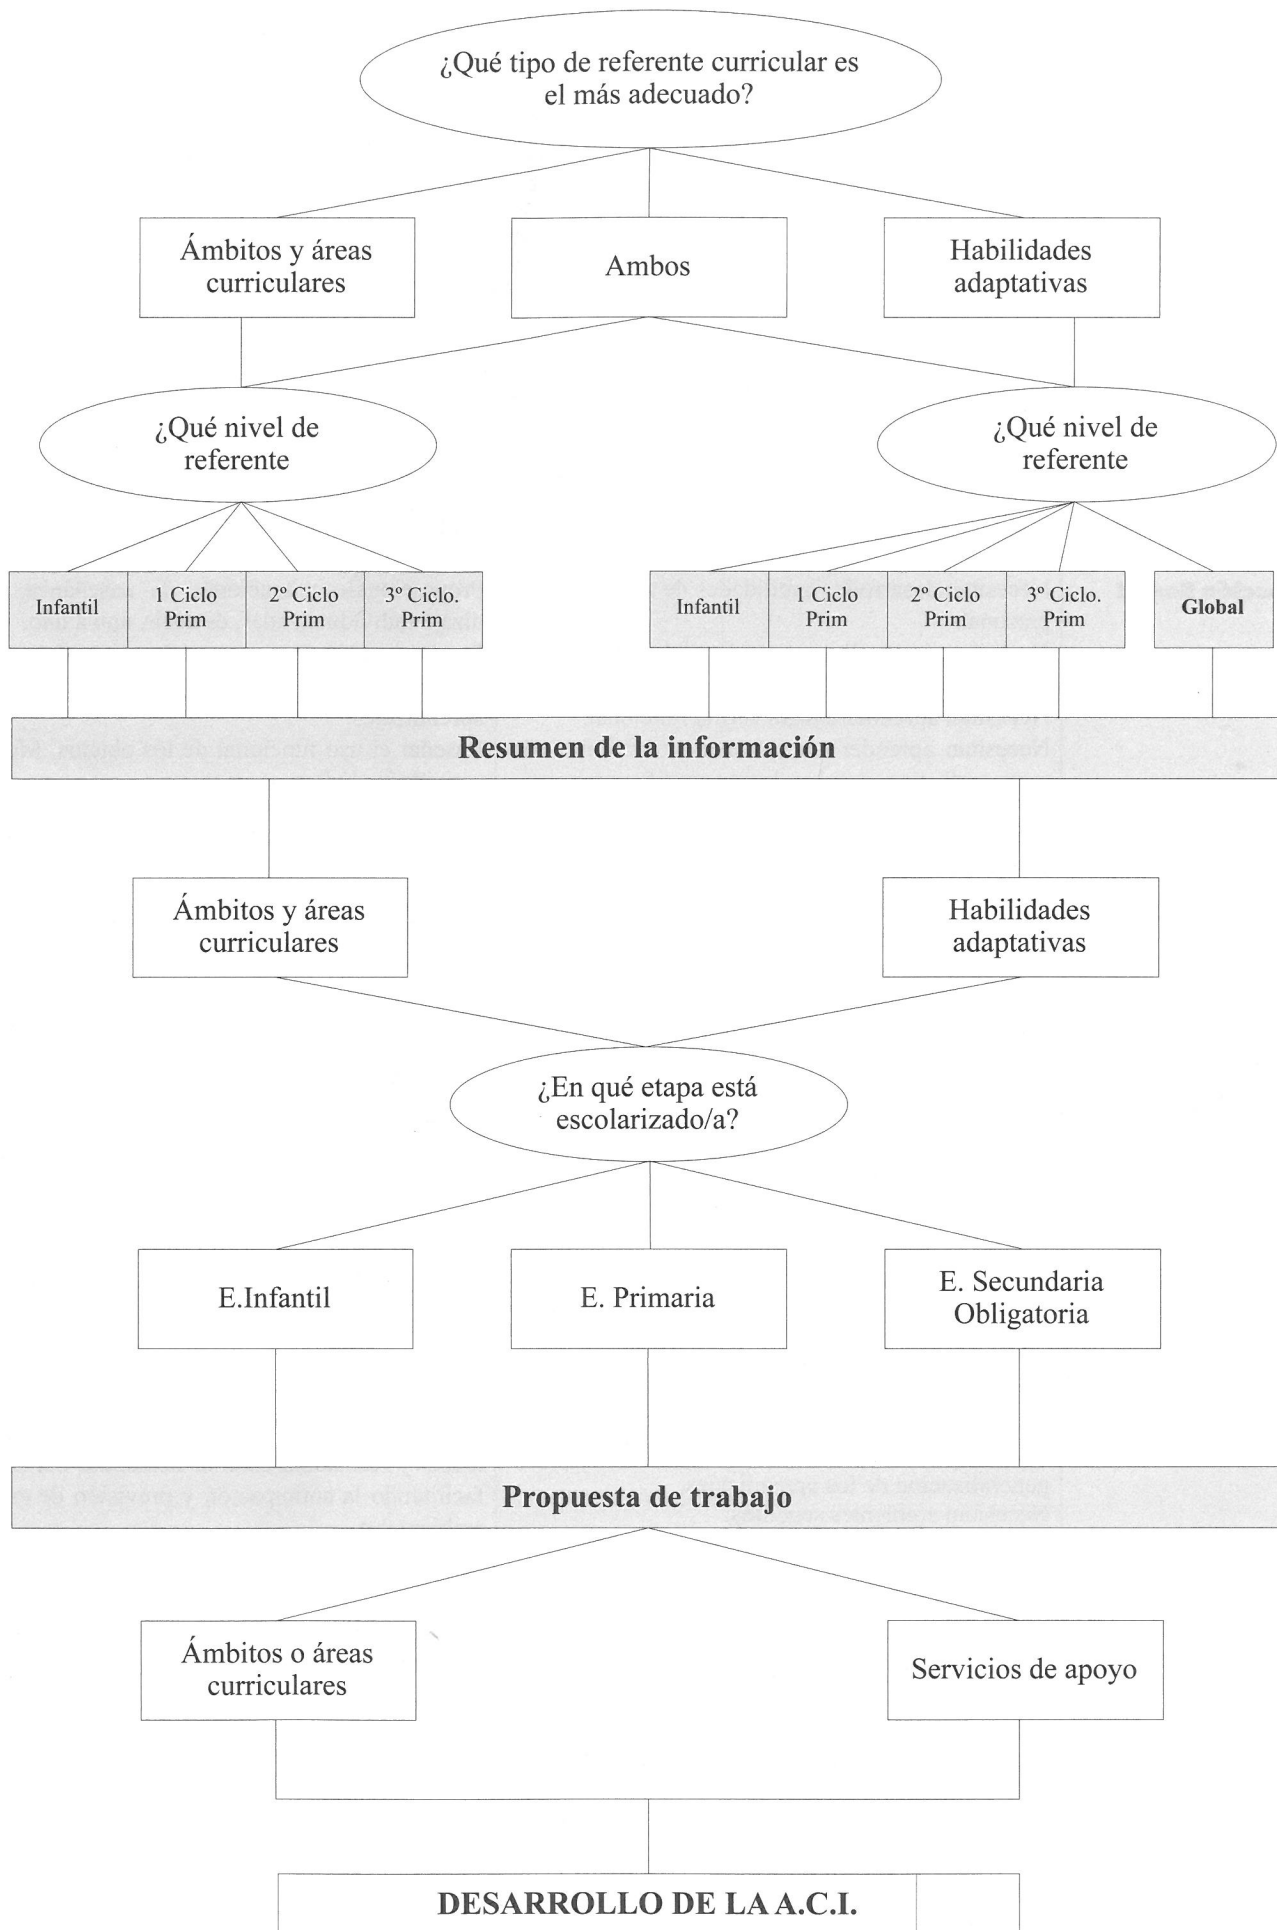 ¿Qué tipo de referente curricular es
el más adecuado?
Ámbitos y áreas
curriculares
Ambos
Habilidades
adaptativas
¿Qué nivel de
referente
¿Qué nivel de
referente
Infantil
1 Ciclo
Prim
2º Ciclo
Prim
3º Ciclo.
Prim
Infantil
1 Ciclo
Prim
2º Ciclo
Prim
3º Ciclo.
Prim
Global
Resumen de la información
Ámbitos y áreas
curriculares
Habilidades
adaptativas
¿En qué etapa está
escolarizado/a?
E.Infantil
E. Primaria
E. Secundaria
Obligatoria
Propuesta de trabajo
Ámbitos o áreas
curriculares
Servicios de apoyo
DESARROLLO DE LA A.C.I.